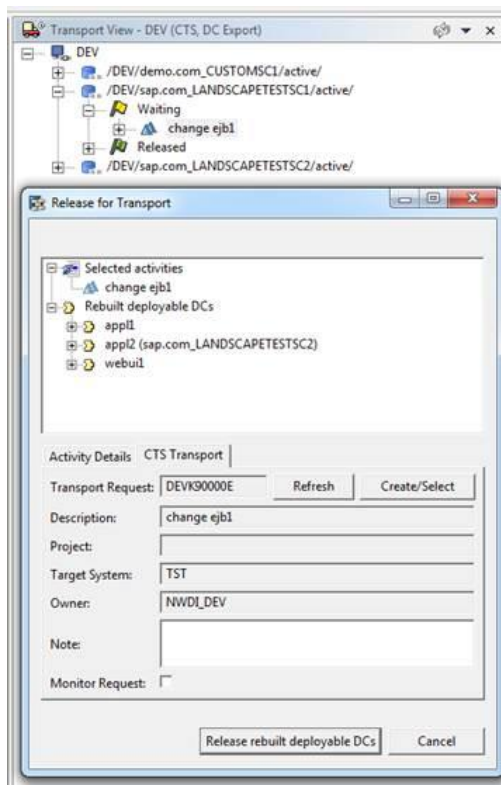 Transport View - DEV (CTS, DC Export)
DEV
/DEV/demo.com_CUSTOMSC1/active/
/DEV/sap.com_LANDSCAPETESTSC1/active/
Waiting
change ejb1
Released
/DEV/sap.com_LANDSCAPETESTSC2/active/
Release for Transport
Selected activities
change ejb1
Rebuilt deployable DCs
appl1
appl2 (sap.com_LANDSCAPETESTSC2)
webui1
Activity Details CTS Transport
Transport Request: DEVK90000E Refresh Create/Select
Description: change ejb1
Project:
Target System: TST
Owner: NWDI_DEV
Note:
Monitor Request:
Release rebuilt deployable DCs Cancel